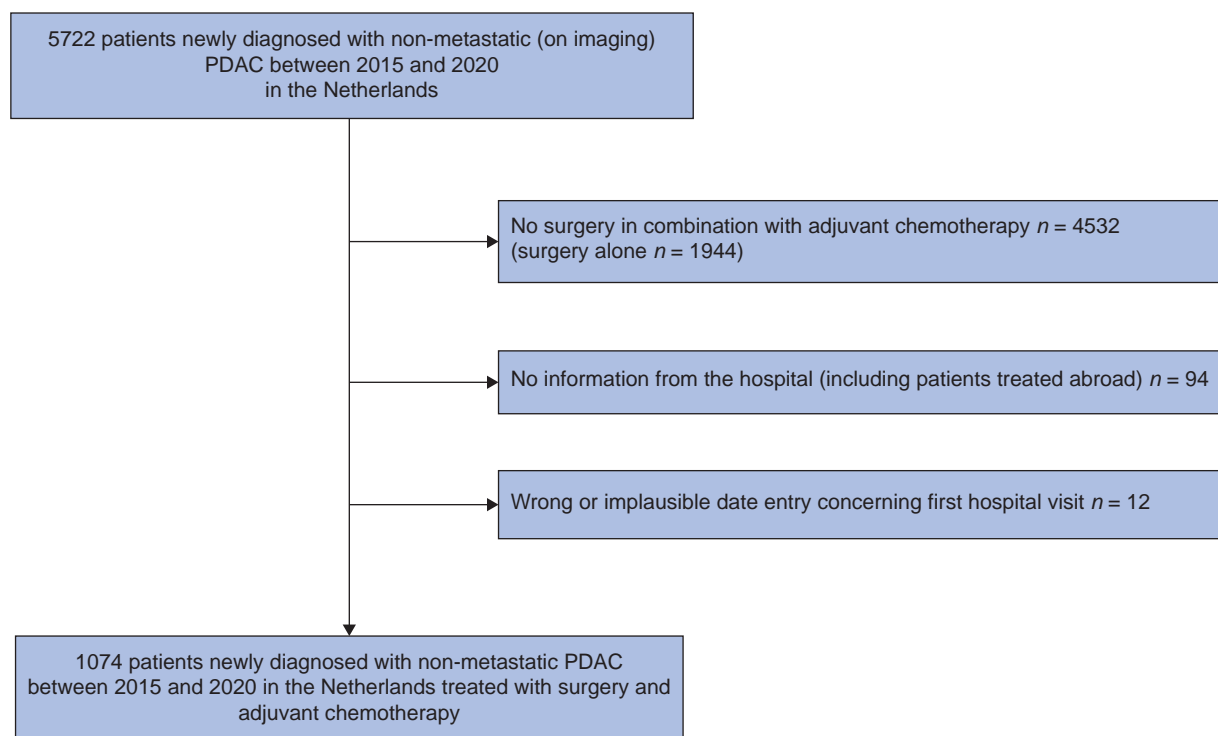 5722 patients newly diagnosed with non-metastatic (on imaging)
PDAC between 2015 and 2020
in the Netherlands
No surgery in combination with adjuvant chemotherapy n = 4532
(surgery alone n = 1944)
No information from the hospital (including patients treated abroad) n = 94
Wrong or implausible date entry concerning first hospital visit n = 12
1074 patients newly diagnosed with non-metastatic PDAC
between 2015 and 2020 in the Netherlands treated with surgery and
adjuvant chemotherapy